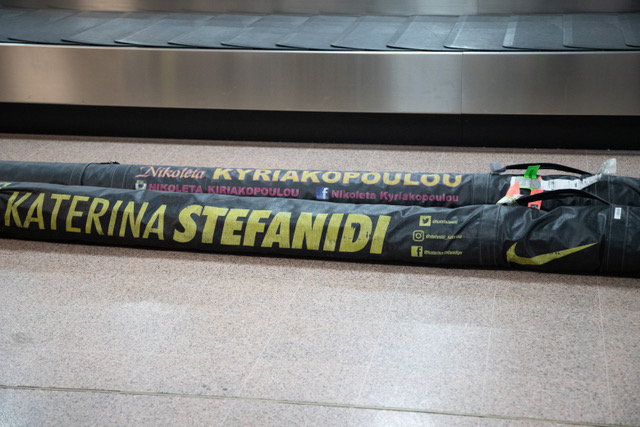 Nikoleta KYRIAKOPOULOU
NIKOLETA KIRIAKOPOULOU Nikoleta Kyriakopoulou
KATERINA STEFANIDI